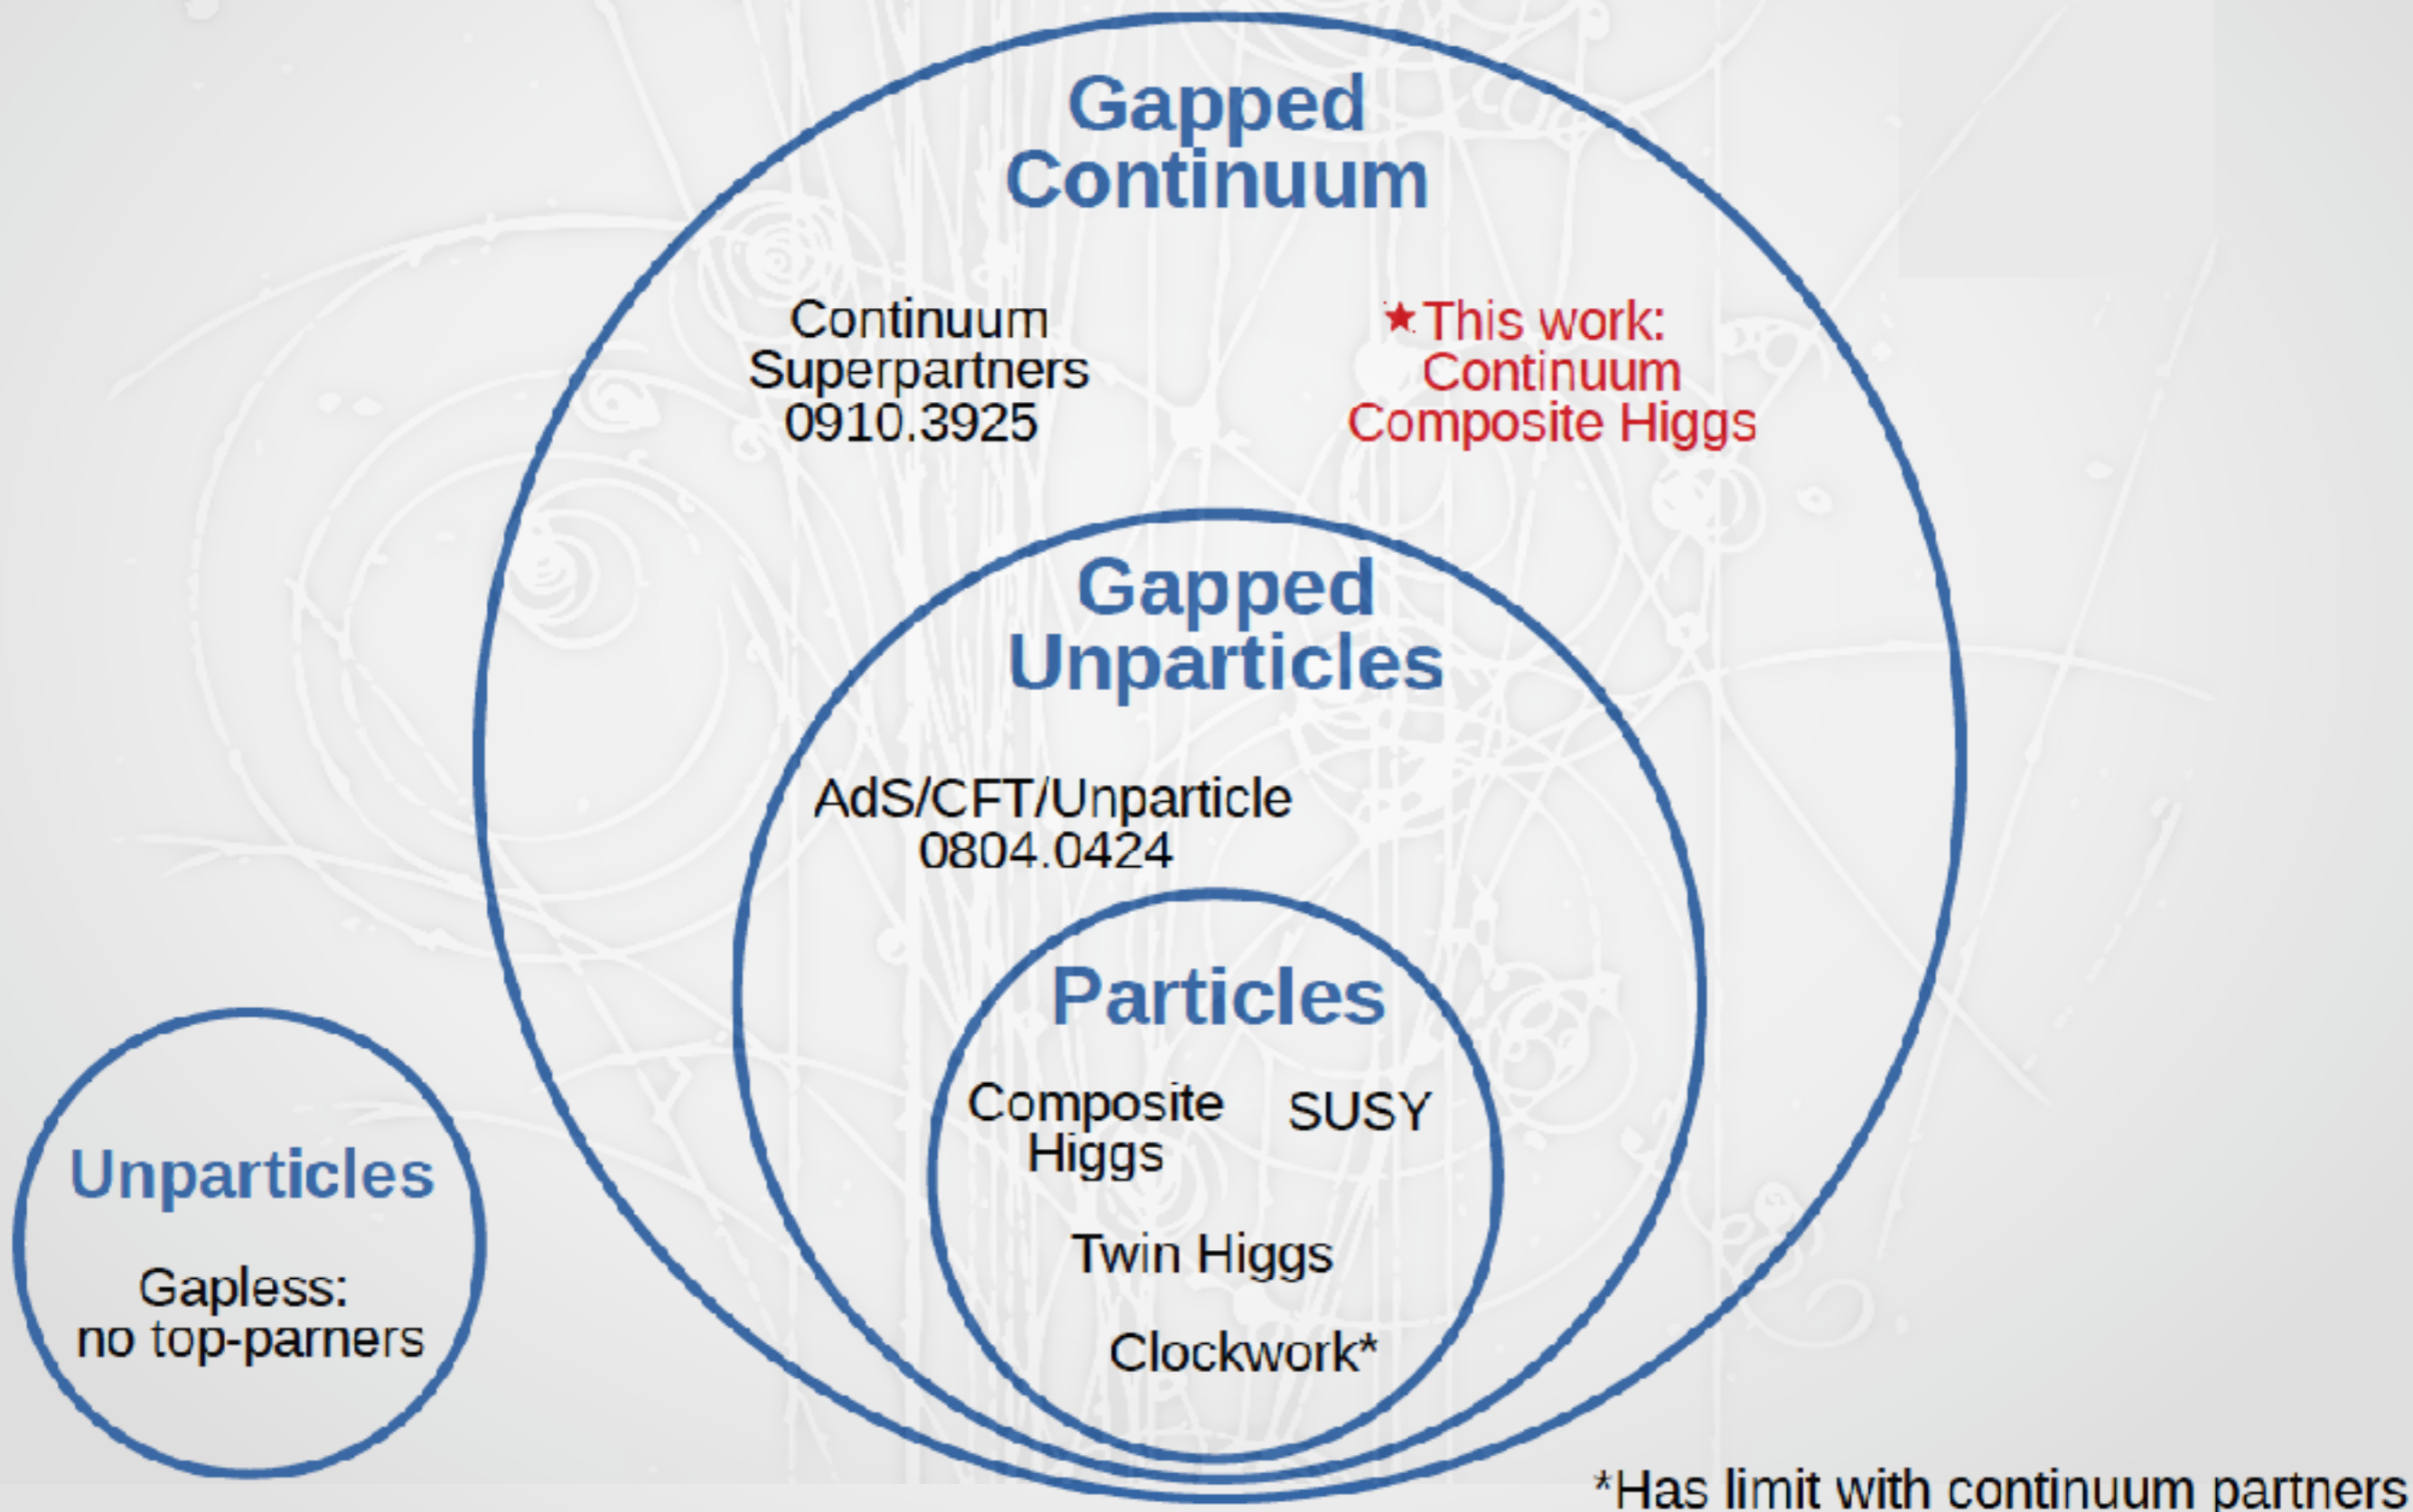 Gapped
Continuum
Continuum
Superpartners
0910.3925
★This work:
Continuum
Composite Higgs
Gapped
Unparticles
AdS/CFT/Unparticle
0804.0424
Particles
Composite
Higgs
SUSY
Twin Higgs
Clockwork*
Unparticles
Gapless:
no top-parners
*Has limit with continuum partners